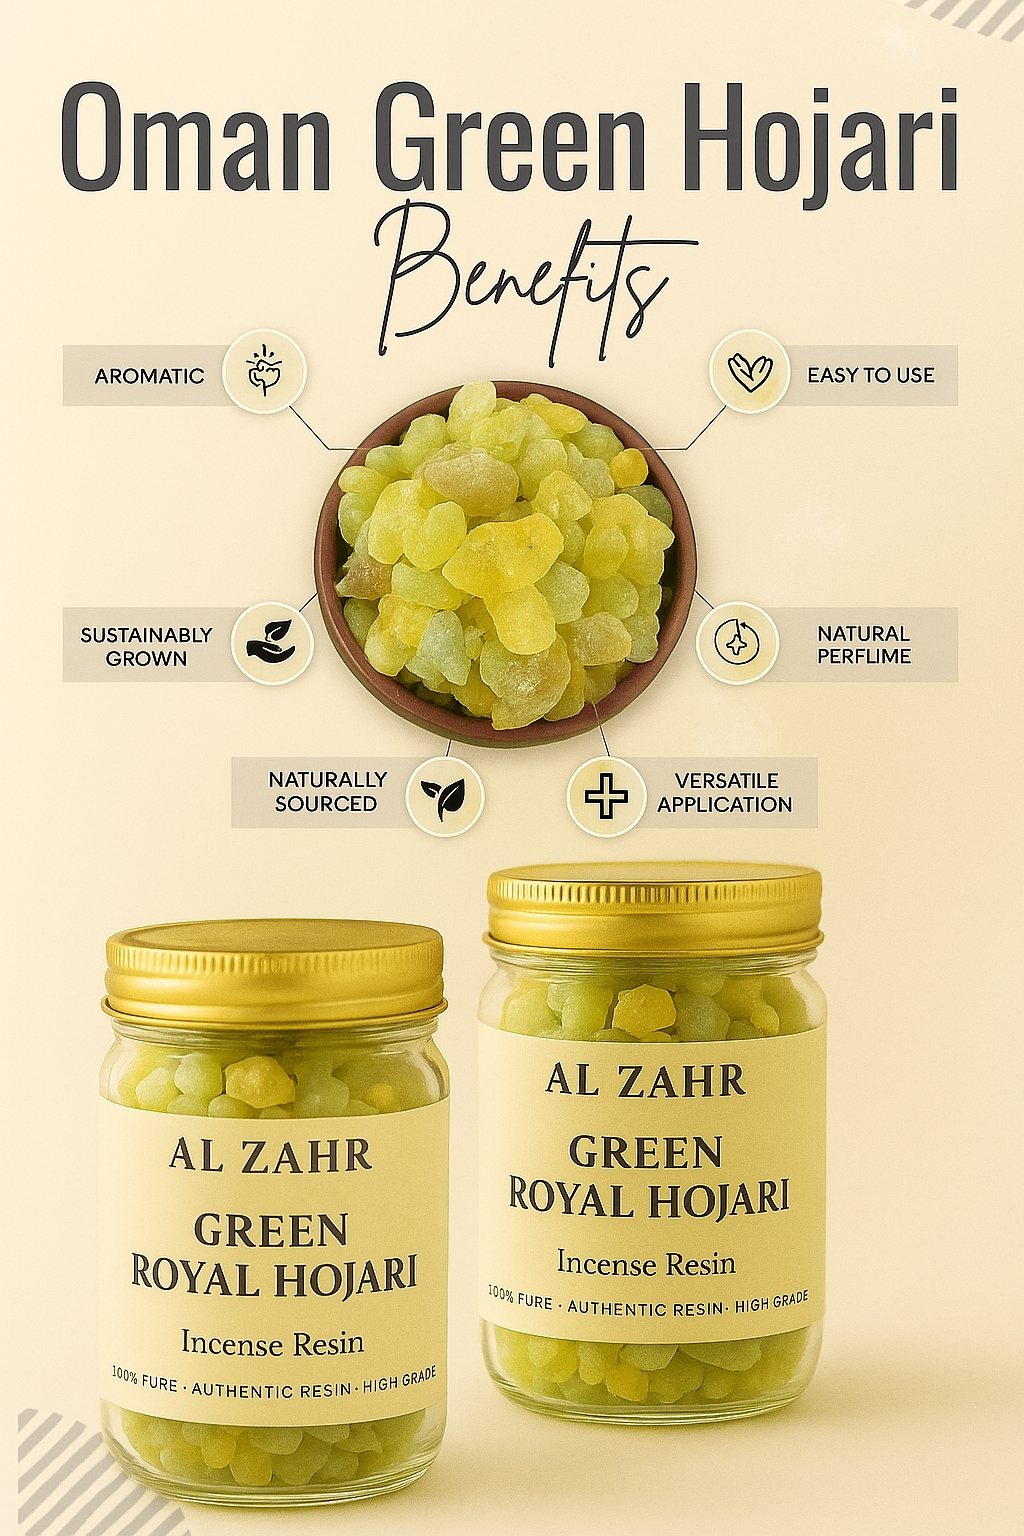 Oman Green Hojari
Benefits
AROMATIC
EASY TO USE
SUSTAINABLY
GROWN
NATURAL
PERFLIME
NATURALLY
SOURCED
VERSATILE
APPLICATION
AL ZAHR
GREEN
ROYAL HOJARI
Incense Resin
100% FURE · AUTHENTIC RESIN· HIGH GRADE
AL ZAHR
GREEN
ROYAL HOJARI
Incense Resin
100% FURE · AUTHENTIC RESIN· HIGH GRADE